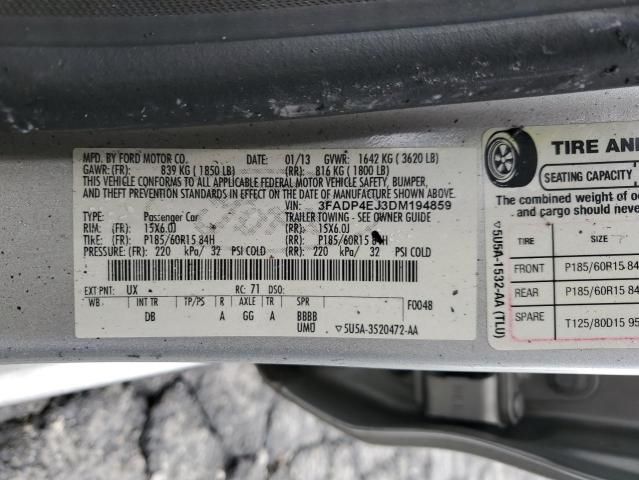 MFD. BY FORD MOTOR CO. DATE: 01/13 GVWR: 1642 KG ( 3620 LB)
GAWR: (FR): 839 KG ( 1850 LB) (RR): 816 KG ( 1800 LB)
THIS VEHICLE CONFORMS TO ALL APPLICABLE FEDERAL MOTOR VEHICLE SAFETY, BUMPER,
AND THEFT PREVENTION STANDARDS IN EFFECT ON THE DATE OF MANUFACTURE SHOWN ABOVE.
VIN: 3FADP4EJ3DM194859
TYPE: Passenger Car TRAILER TOWING - SEE OWNER GUIDE
RIM: (FR): 15X6.0J (RR): 15X6.0J
TIRE: (FR): P185/60R15 84H (RR): P185/60R15 84H
PRESSURE: (FR): 220 kPa/ 32 PSI COLD (RR): 220 kPa/ 32 PSI COLD
EXT PNT: UX RC: 71 DSO:
WB INT TR TP/PS R AXLE TR SPR F0048
DB A GG A BBBB
UMO ▽5U5A-3520472-AA
TIRE AN
SEATING CAPACITY
The combined weight of oc
and cargo should never
TIRE SIZE
FRONT P185/60R15 84
REAR P185/60R15 84
SPARE T125/80D15 95
▽5U5A-1532-AA (TLU)